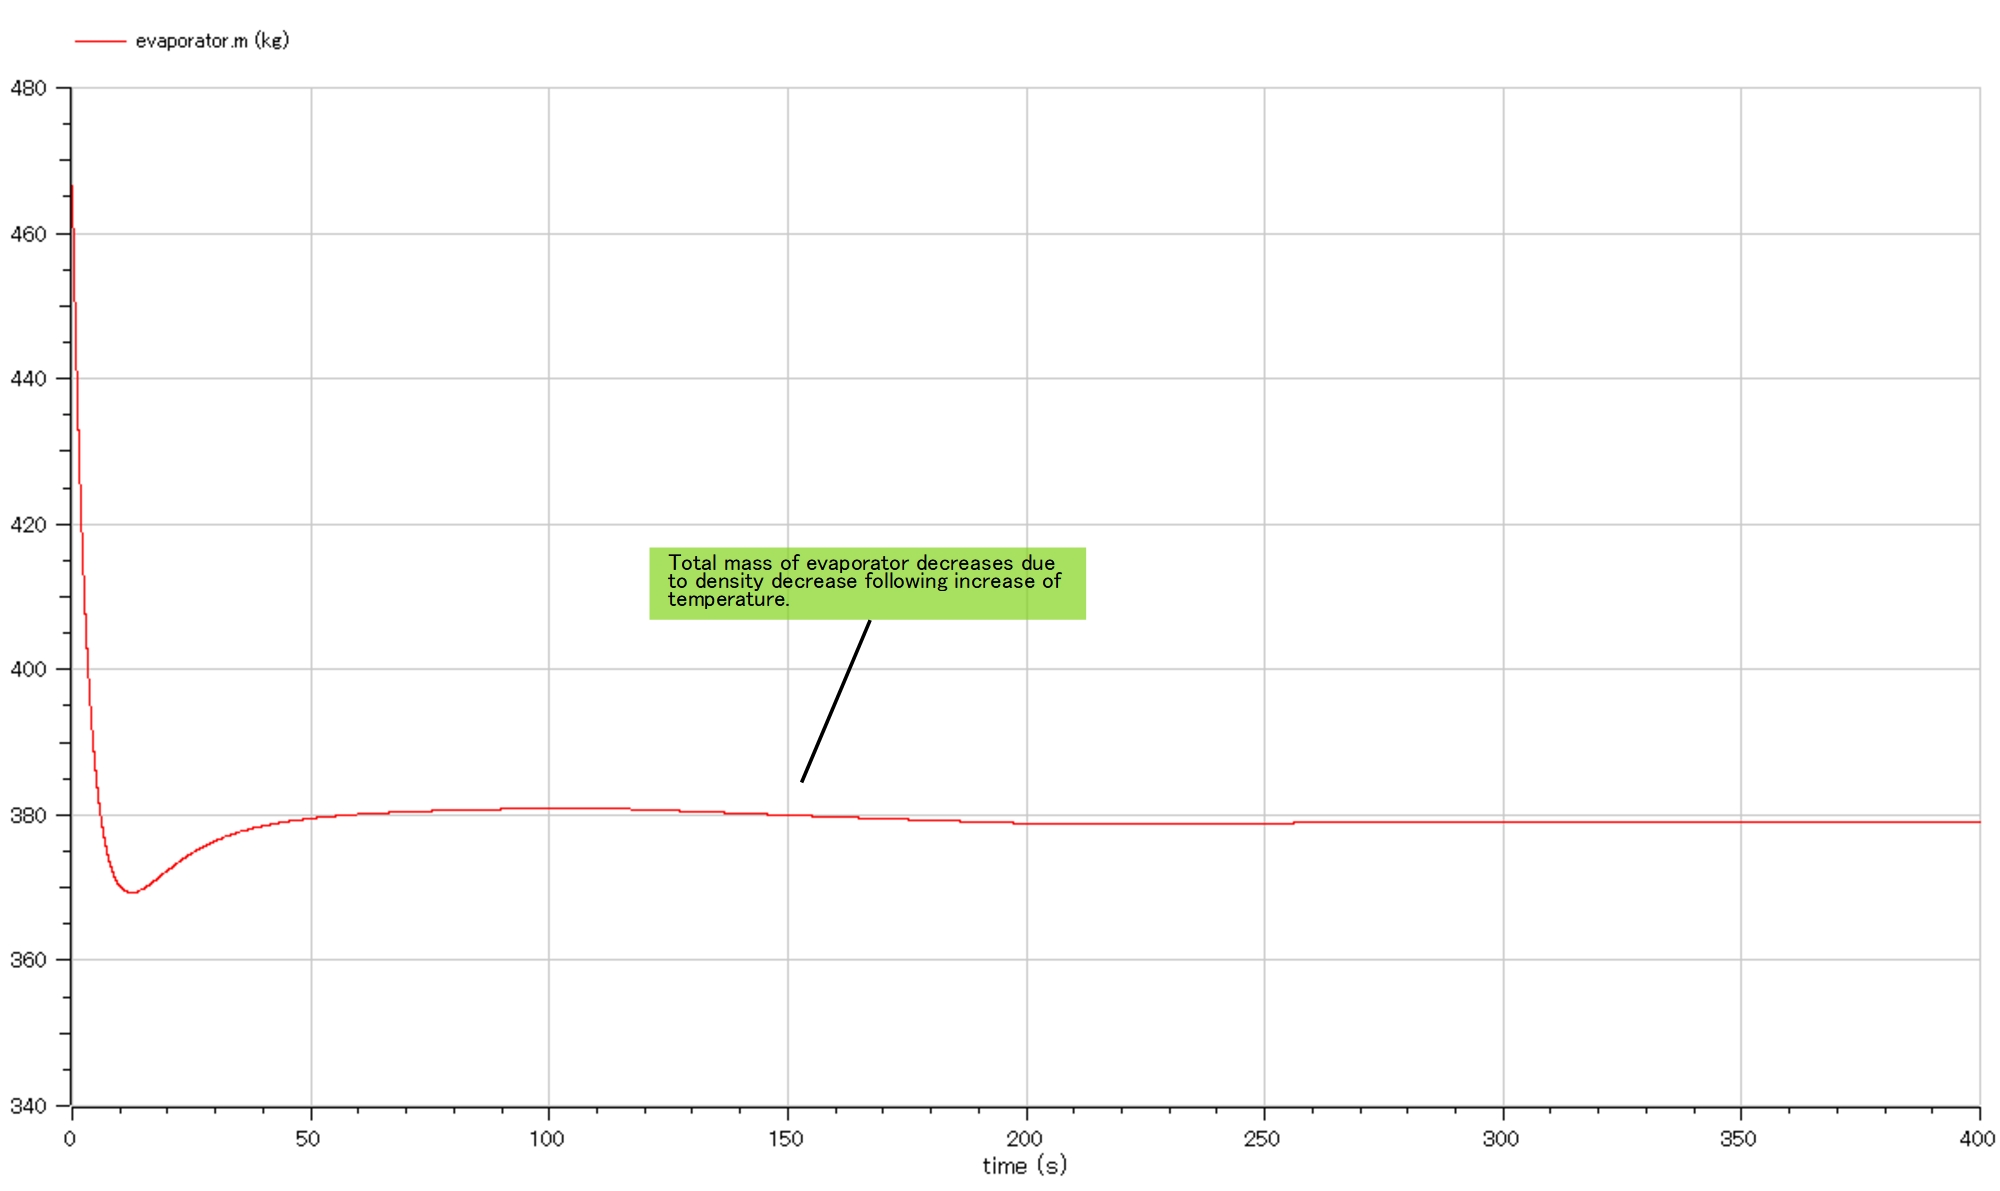 evaporator.m (kg)
480
460
440
420
400
380
360
340
Total mass of evaporator decreases due
to density decrease following increase of
temperature.
0 50 100 150 200 250 300 350 400
time (s)